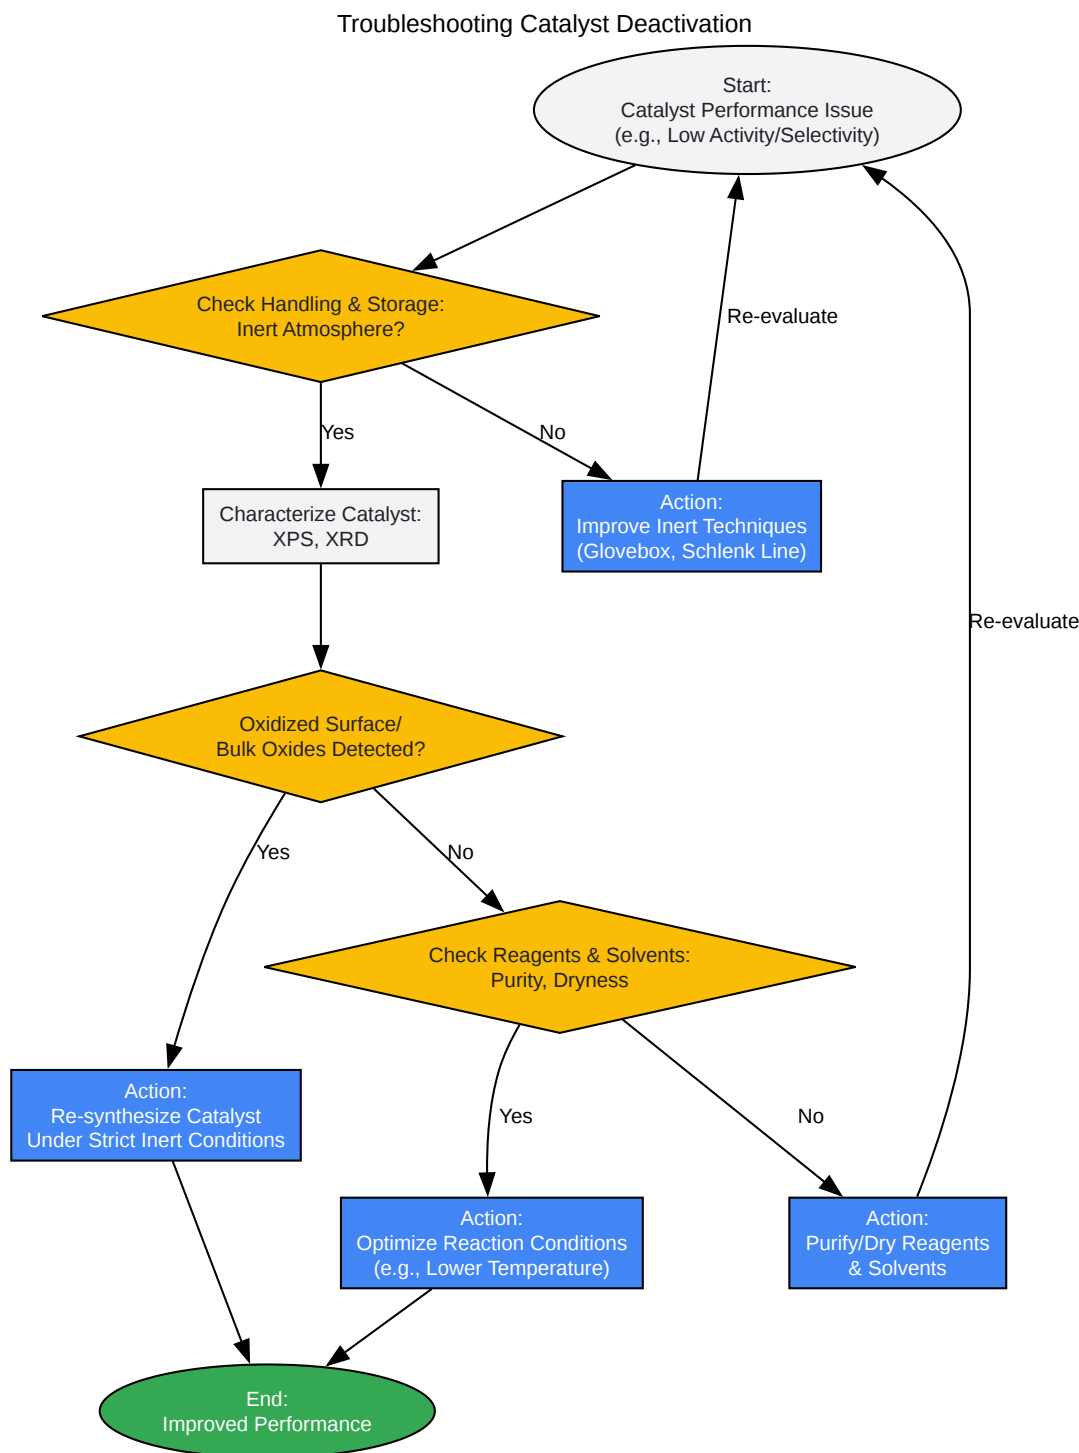 Troubleshooting Catalyst Deactivation
Start:
Catalyst Performance Issue
(e.g., Low Activity/Selectivity)
Check Handling & Storage:
Inert Atmosphere?
Re-evaluate
Yes
No
Characterize Catalyst:
XPS, XRD
Action:
Improve Inert Techniques
(Glovebox, Schlenk Line)
Re-evaluate
Oxidized Surface/
Bulk Oxides Detected?
Yes
No
Check Reagents & Solvents:
Purity, Dryness
Action:
Re-synthesize Catalyst
Under Strict Inert Conditions
Yes
No
Action:
Optimize Reaction Conditions
(e.g., Lower Temperature)
Action:
Purify/Dry Reagents
& Solvents
End:
Improved Performance